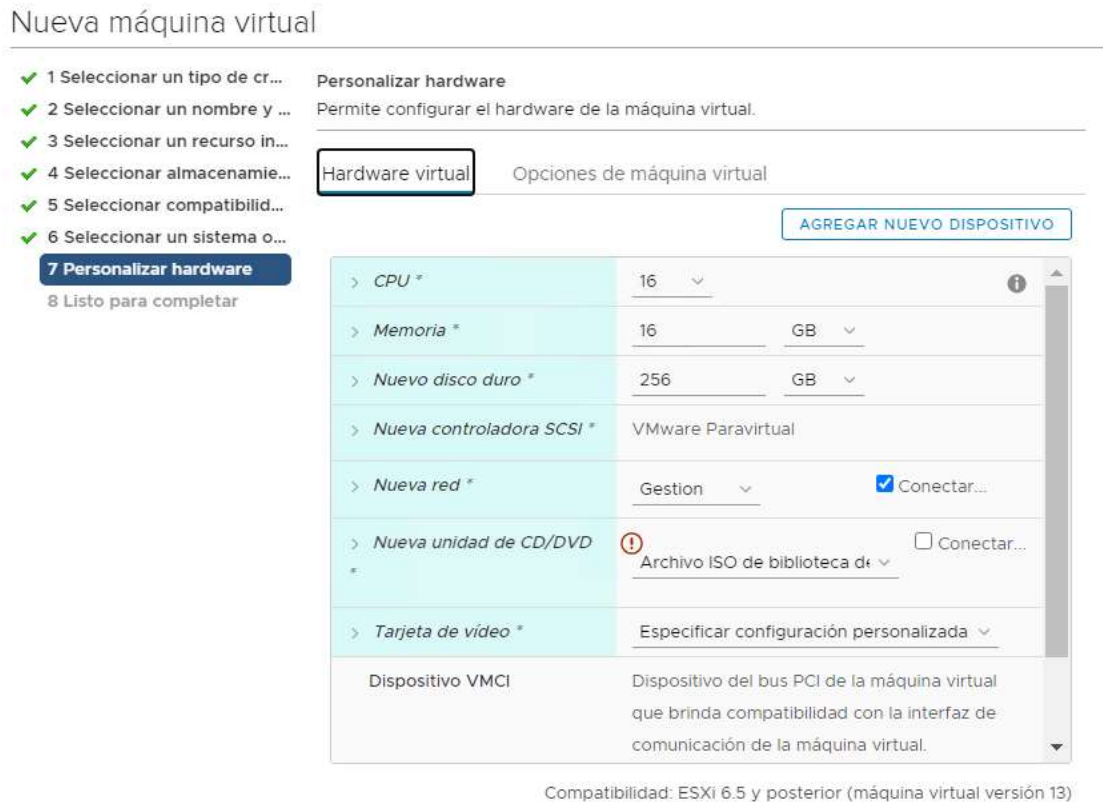 Nueva máquina virtual
1 Seleccionar un tipo de cr...
2 Seleccionar un nombre y ...
3 Seleccionar un recurso in...
4 Seleccionar almacenamie...
5 Seleccionar compatibilid...
6 Seleccionar un sistema o...
7 Personalizar hardware
8 Listo para completar
Personalizar hardware
Permite configurar el hardware de la máquina virtual.
Hardware virtual Opciones de máquina virtual
AGREGAR NUEVO DISPOSITIVO
> CPU * 16
> Memoria * 16 GB
> Nuevo disco duro * 256 GB
> Nueva controladora SCSI * VMware Paravirtual
> Nueva red * Gestion Conectar...
> Nueva unidad de CD/DVD Conectar...
* Archivo ISO de biblioteca de
> Tarjeta de vídeo * Especificar configuración personalizada
Dispositivo VMCI Dispositivo del bus PCI de la máquina virtual
que brinda compatibilidad con la interfaz de
comunicación de la máquina virtual.
Compatibilidad: ESXi 6.5 y posterior (máquina virtual versión 13)